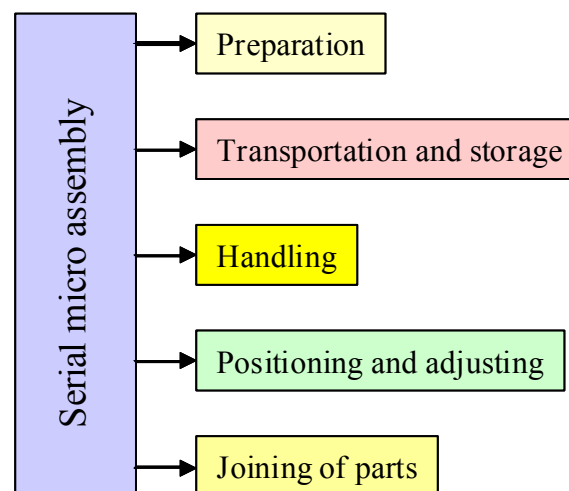 Serial micro assembly
Preparation
Transportation and storage
Handling
Positioning and adjusting
Joining of parts